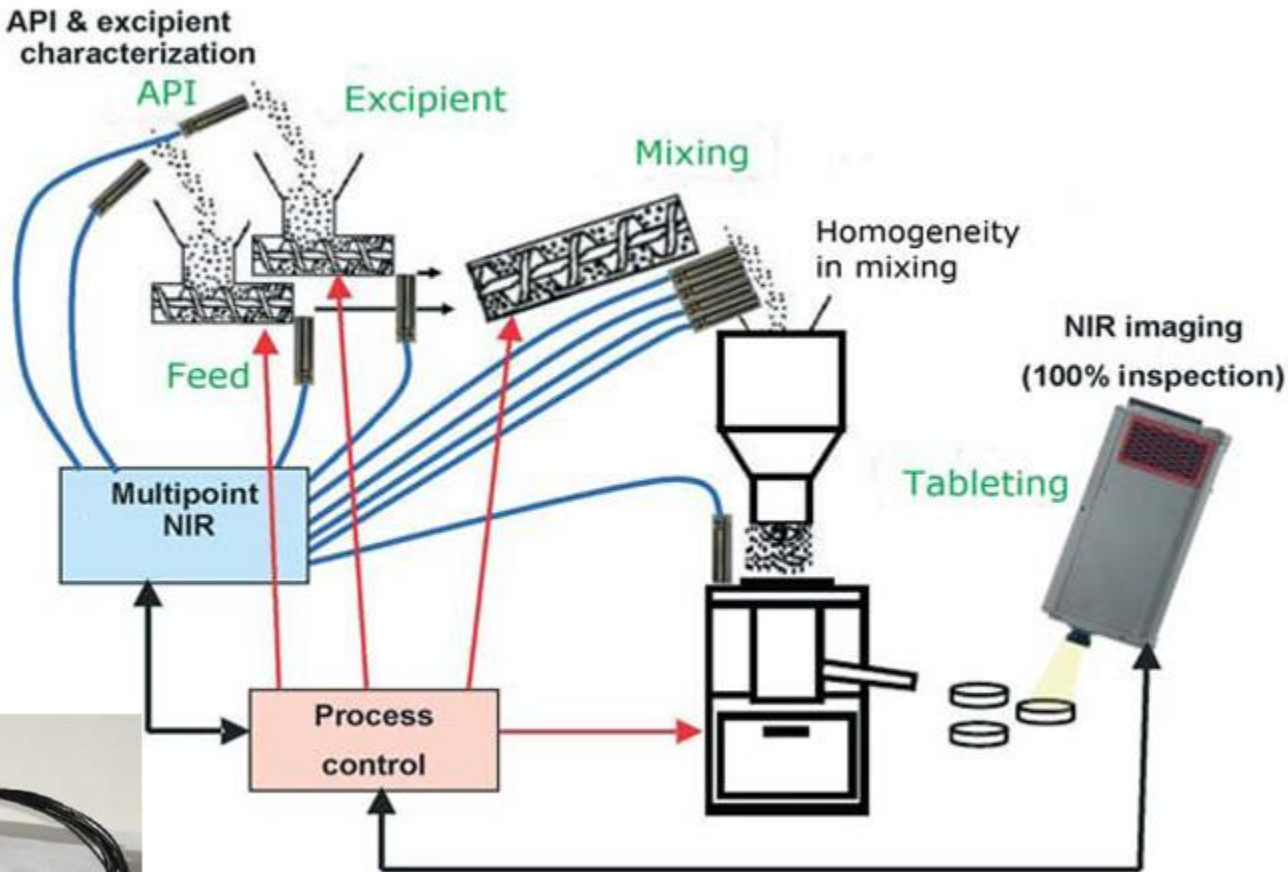 API & excipient
characterization
API
Excipient
Mixing
Homogeneity
in mixing
NIR imaging
(100% inspection)
Feed
Tableting
Multipoint
NIR
Process
control